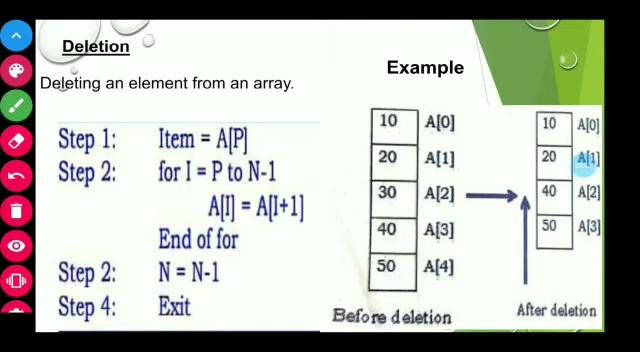 Deletion
Deleting an element from an array.
Step 1: Item = A[P]
Step 2: for I = P to N-1
A[I] = A[I+1]
End of for
Step 2: N = N-1
Step 4: Exit
Example
10 A[0]
20 A[1]
30 A[2]
40 A[3]
50 A[4]
Before deletion
10 A[0]
20 A[1]
40 A[2]
50 A[3]
After deletion